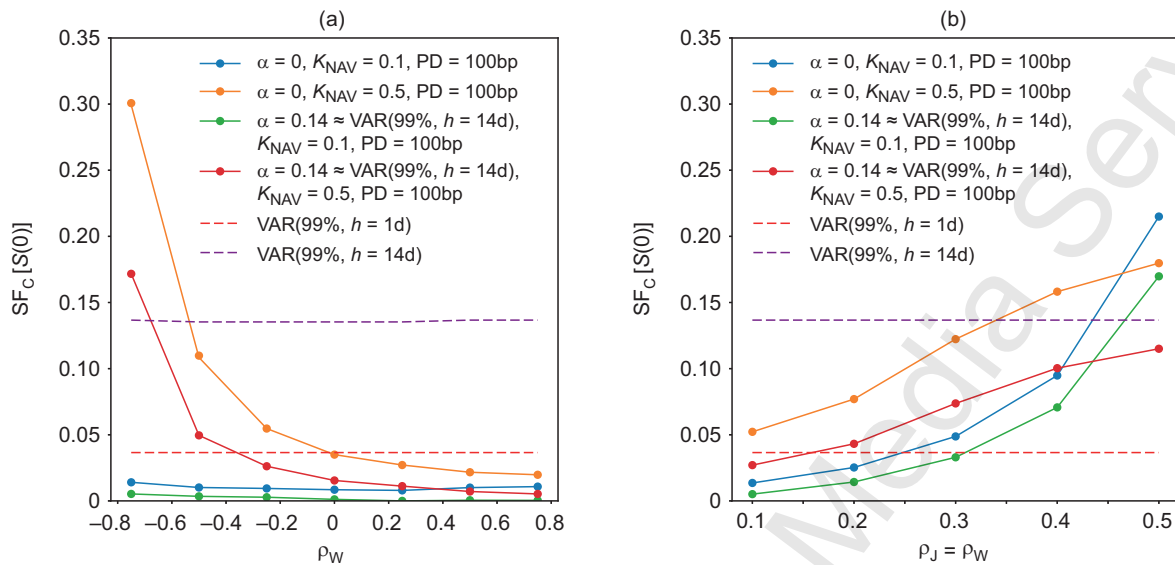 (a)
0.35
0.30
0.25
0.20
0.15
0.10
0.05
0
SF_C [S(0)]
α = 0, K_NAV = 0.1, PD = 100bp
α = 0, K_NAV = 0.5, PD = 100bp
α = 0.14 ≈ VAR(99%, h = 14d),
K_NAV = 0.1, PD = 100bp
α = 0.14 ≈ VAR(99%, h = 14d),
K_NAV = 0.5, PD = 100bp
VAR(99%, h = 1d)
VAR(99%, h = 14d)
–0.8 –0.6 –0.4 –0.2 0 0.2 0.4 0.6 0.8
ρ_W
(b)
0.35
0.30
0.25
0.20
0.15
0.10
0.05
0
SF_C [S(0)]
α = 0, K_NAV = 0.1, PD = 100bp
α = 0, K_NAV = 0.5, PD = 100bp
α = 0.14 ≈ VAR(99%, h = 14d),
K_NAV = 0.1, PD = 100bp
α = 0.14 ≈ VAR(99%, h = 14d),
K_NAV = 0.5, PD = 100bp
VAR(99%, h = 1d)
VAR(99%, h = 14d)
0.1 0.2 0.3 0.4 0.5
ρ_J = ρ_W
Media